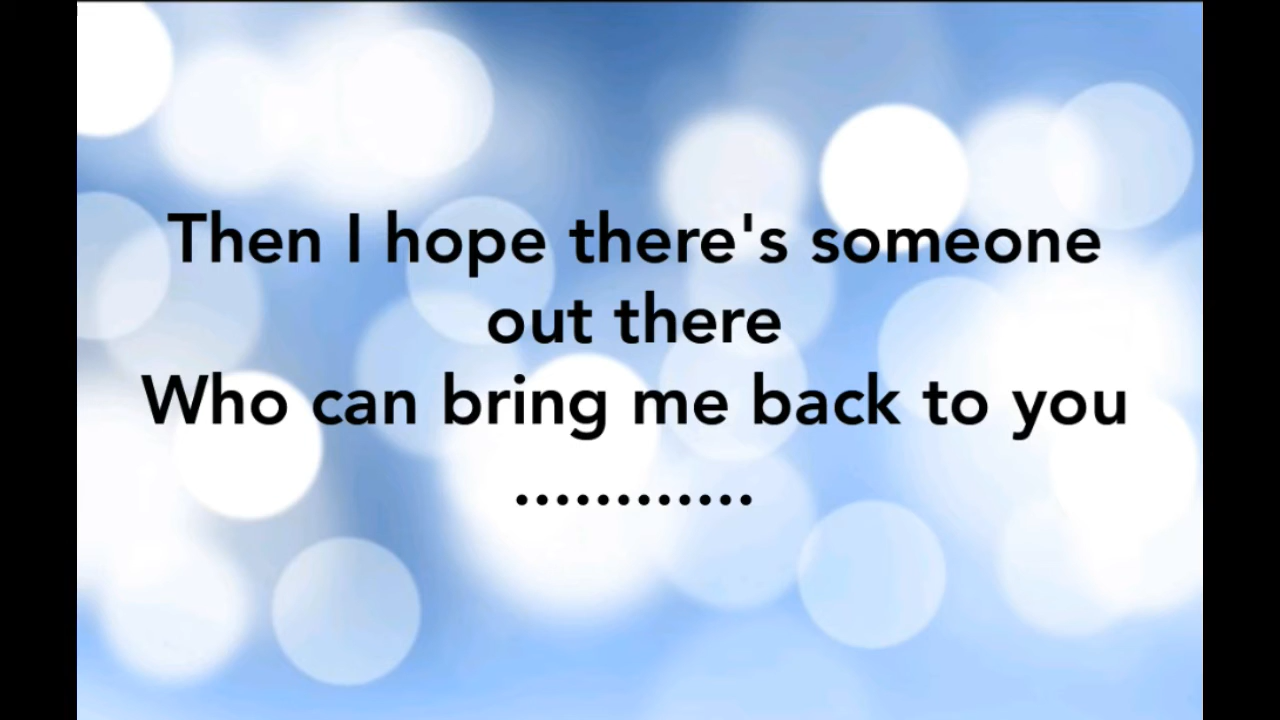 Then I hope there's someone
out there
Who can bring me back to you
............